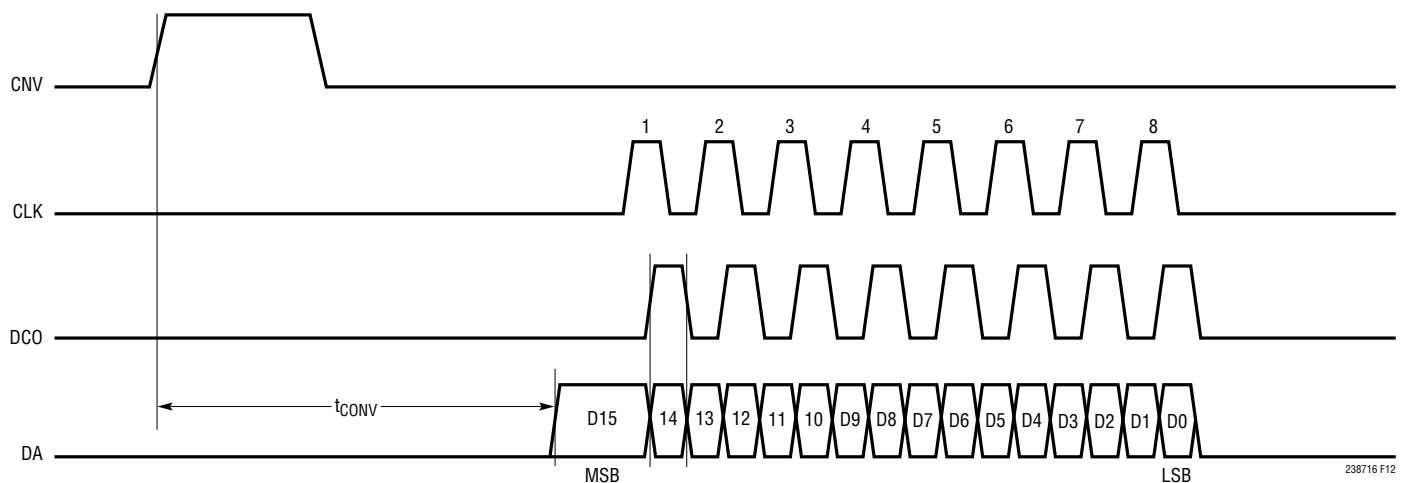 CNV
1 2 3 4 5 6 7 8
CLK
DCO
tCONV
DA
D15 14 13 12 11 10 D9 D8 D7 D6 D5 D4 D3 D2 D1 D0
MSB LSB
238716 F12